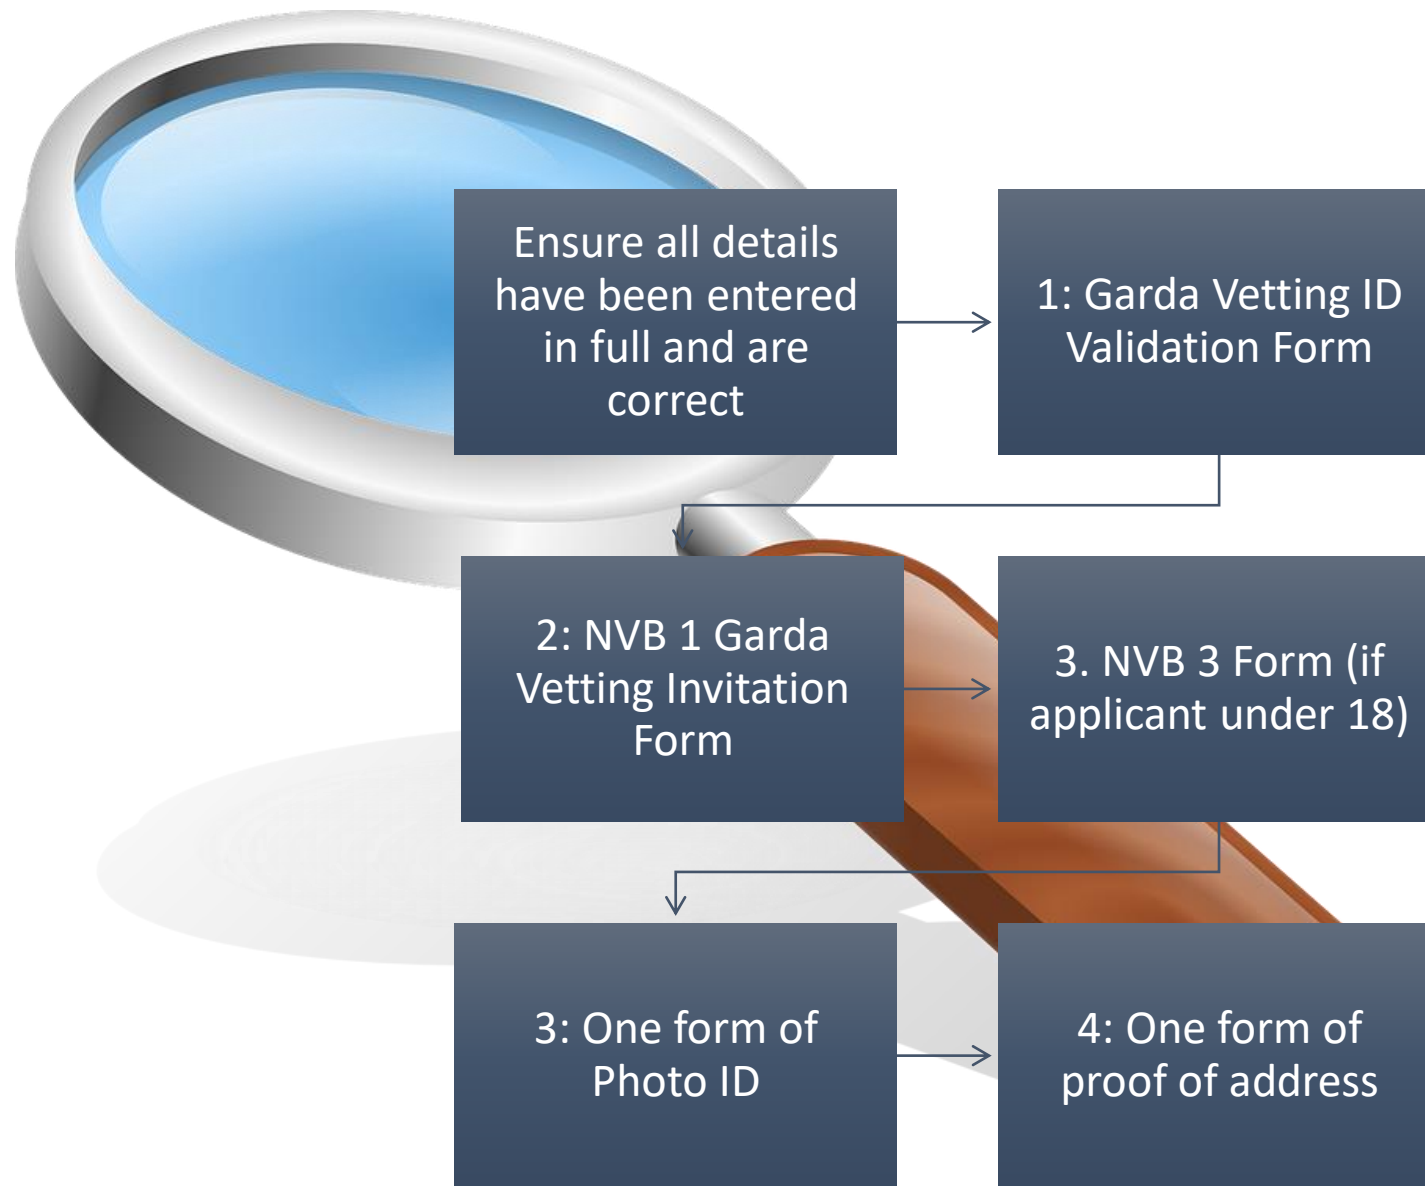 Ensure all details
have been entered
in full and are
correct
1: Garda Vetting ID
Validation Form
2: NVB 1 Garda
Vetting Invitation
Form
3. NVB 3 Form (if
applicant under 18)
3: One form of
Photo ID
4: One form of
proof of address